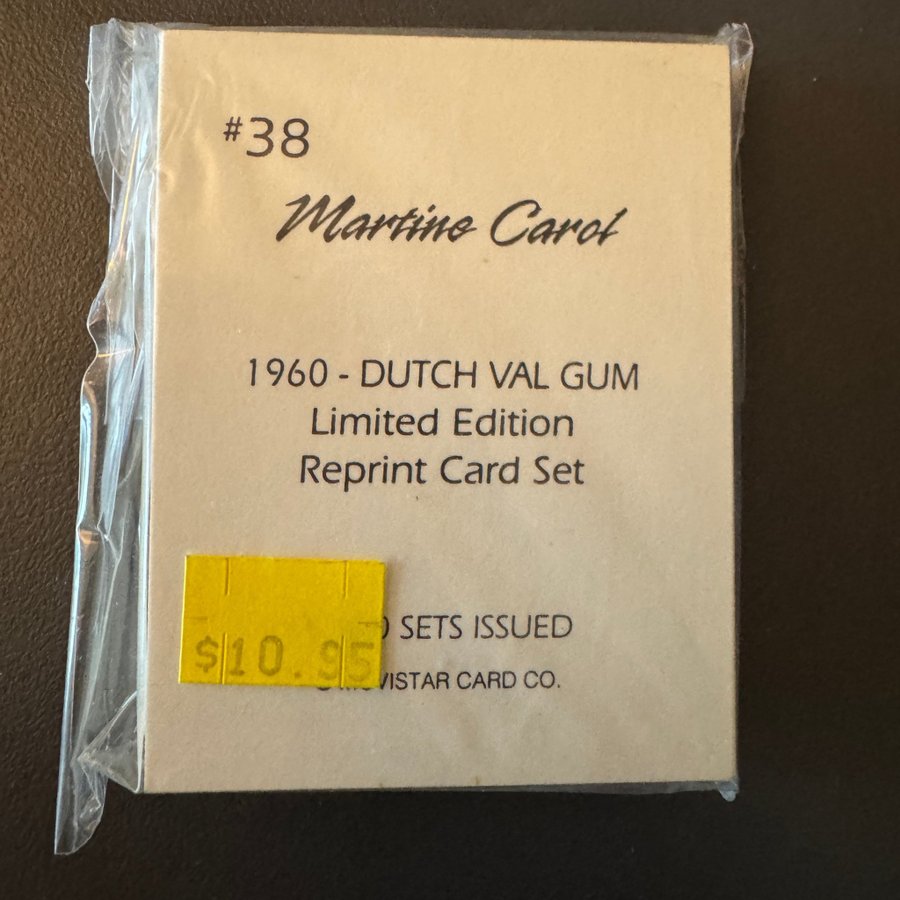 #38
Martine Carol
1960 - DUTCH VAL GUM
Limited Edition
Reprint Card Set
SETS ISSUED
$10.95
CARD CO.